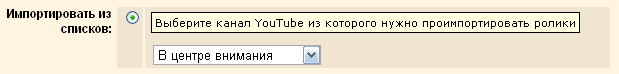 Импортировать из
списков:
Выберите канал YouTube из которого нужно проимпортировать ролики
В центре внимания